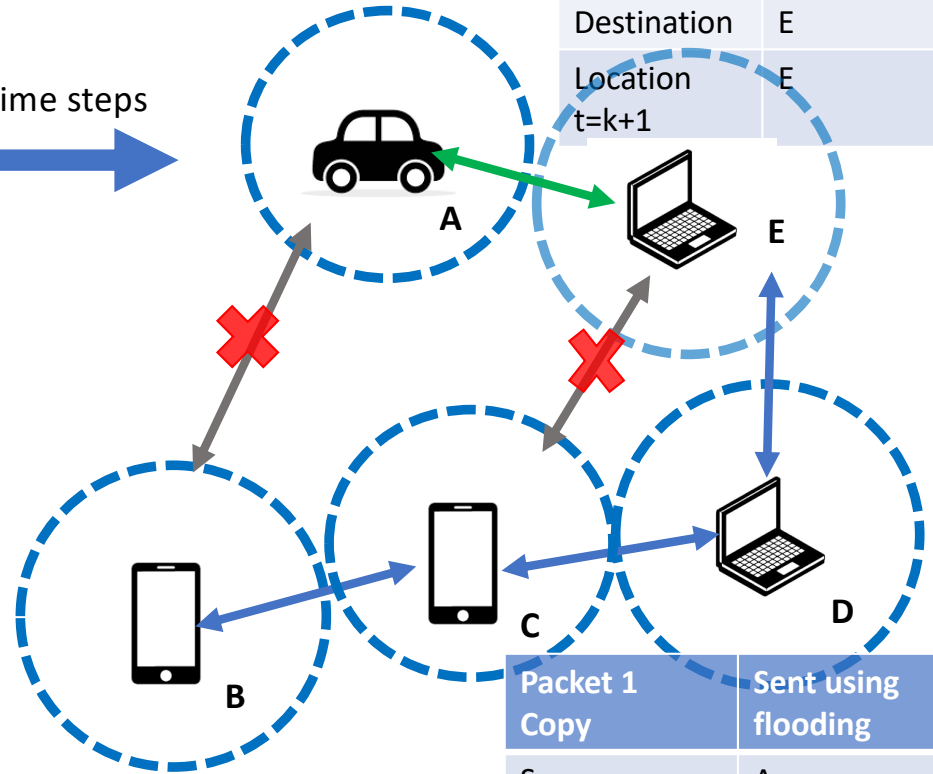 Destination E
Location E
t=k+1
ime steps
A
E
C
D
B
Packet 1 Sent using
Copy flooding